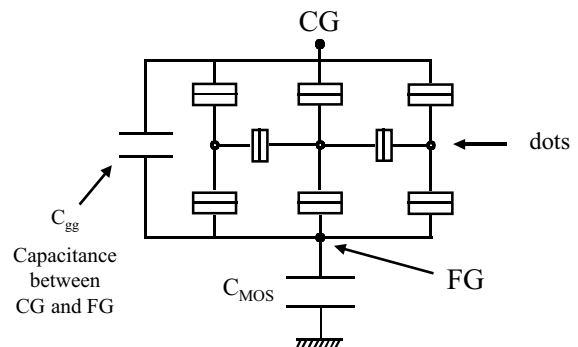 CG
dots
C_gg
Capacitance
between
CG and FG
FG
C_MOS